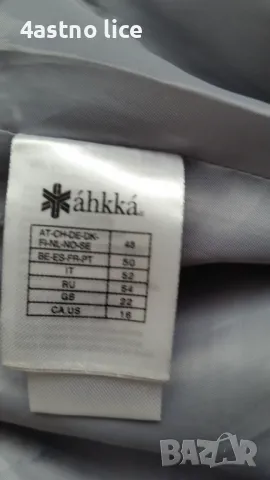 4astno lice
áhkká
AT-CH-DE-DK-
FI-NL-NO-SE 48
BE-ES-FR-PT 50
IT 52
RU 54
GB 22
CA,US 16
BAZAR
.bg